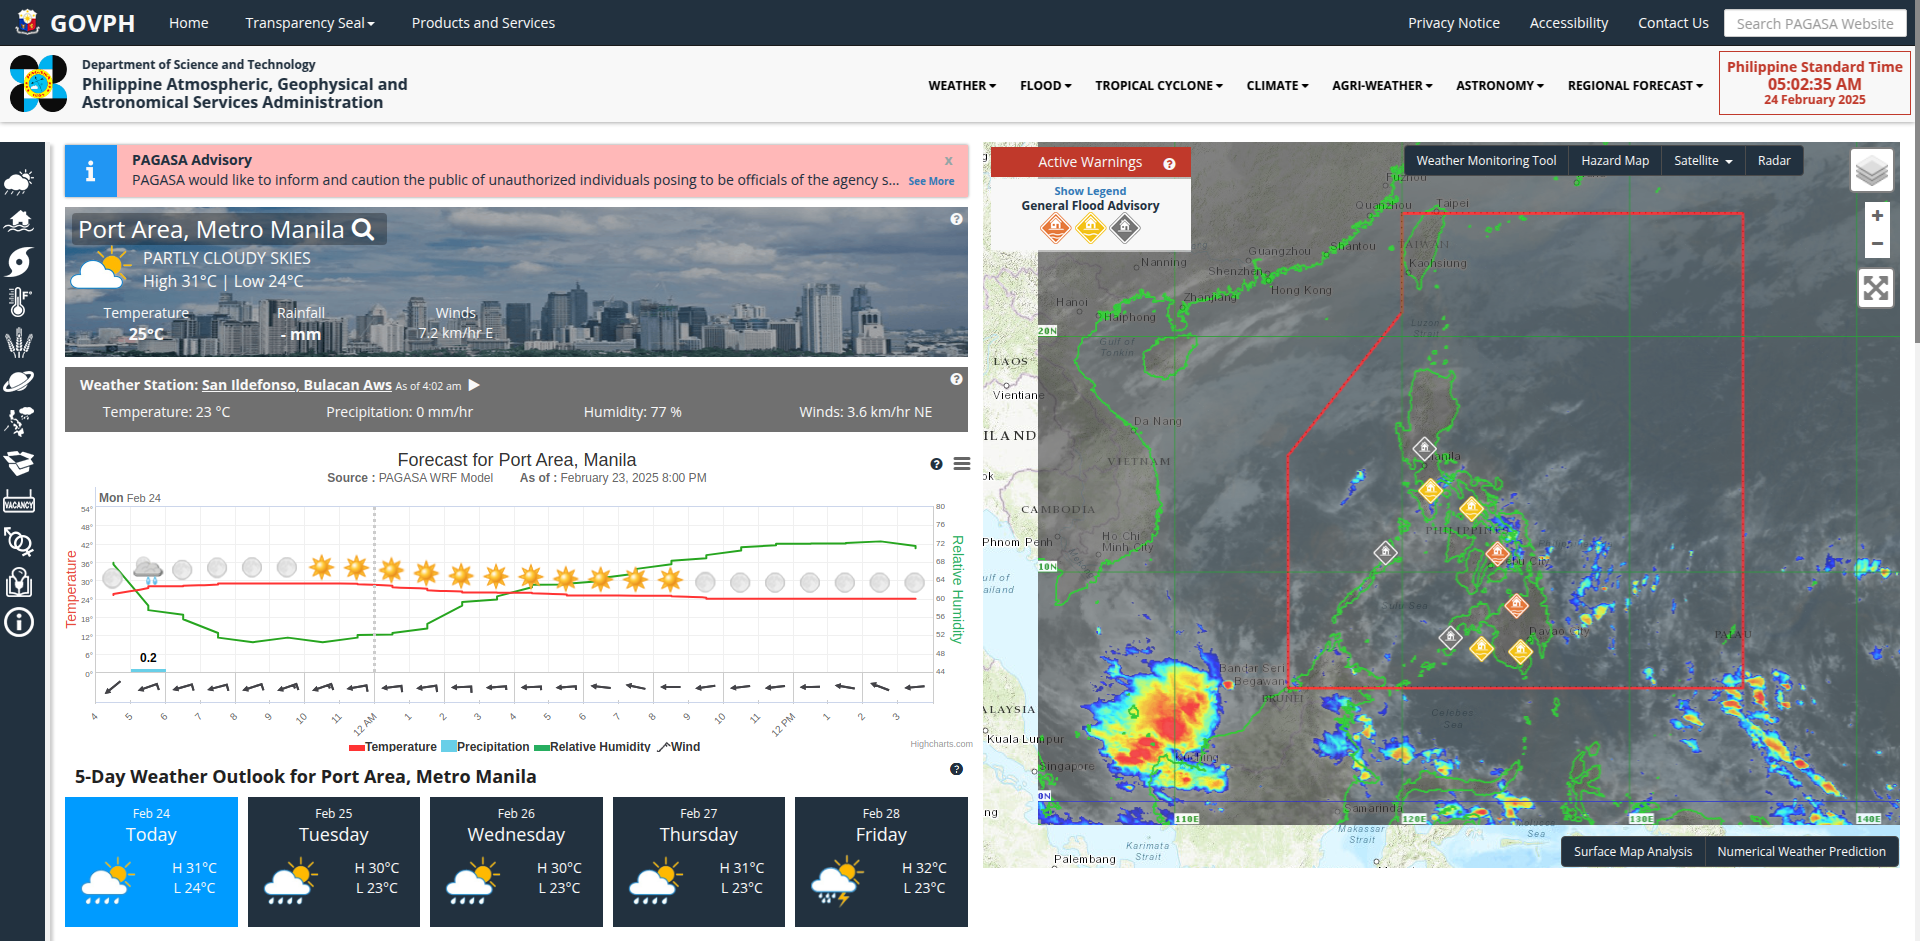 GOVPH
Home
Transparency Seal
Products and Services
Privacy Notice
Accessibility
Contact Us
Search PAGASA Website
Department of Science and Technology
Philippine Atmospheric, Geophysical and
Astronomical Services Administration
WEATHER
FLOOD
TROPICAL CYCLONE
CLIMATE
AGRI-WEATHER
ASTRONOMY
REGIONAL FORECAST
Philippine Standard Time
05:02:35 AM
24 February 2025
VACANCY
PAGASA Advisory
x
PAGASA would like to inform and caution the public of unauthorized individuals posing to be officials of the agency s... See More
Port Area, Metro Manila
PARTLY CLOUDY SKIES
High 31°C | Low 24°C
Temperature
25°C
Rainfall
- mm
Winds
7.2 km/hr E
Weather Station: San Ildefonso, Bulacan Aws As of 4:02 am
Temperature: 23 °C
Precipitation: 0 mm/hr
Humidity: 77 %
Winds: 3.6 km/hr NE
Forecast for Port Area, Manila
Source : PAGASA WRF Model As of : February 23, 2025 8:00 PM
Mon Feb 24
Temperature
54°
48°
42°
36°
30°
24°
18°
12°
6°
0°
0.2
80
76
72
68
64
60
56
52
48
44
Relative Humidity
4 5 6 7 8 9 10 11 12 AM 1 2 3 4 5 6 7 8 9 10 11 12 PM 1 2 3
Temperature Precipitation Relative Humidity Wind
Highcharts.com
5-Day Weather Outlook for Port Area, Metro Manila
Feb 24
Today
H 31°C
L 24°C
Feb 25
Tuesday
H 30°C
L 23°C
Feb 26
Wednesday
H 30°C
L 23°C
Feb 27
Thursday
H 31°C
L 23°C
Feb 28
Friday
H 32°C
L 23°C
Active Warnings
Show Legend
General Flood Advisory
Weather Monitoring Tool
Hazard Map
Satellite
Radar
+
−
Fuzhou
Quanzhou
Taipei
TAIWAN
Shantou
Guangzhou
Kaohsiung
Nanning
Shenzhen
Hong Kong
Zhanjiang
Hanoi
Haiphong
20N
Luzon
Strait
Gulf of
Tonkin
LAOS
Vientiane
Da Nang
ILAND
VIETNAM
Manila
ok
CAMBODIA
PHILIPPINES
Phnom Penh
Ho Chi
Minh City
Cebu City
10N
ulf of
ailand
Sulu Sea
Davao City
PALAU
Bandar Seri
Begawan
BRUNEI
ALAYSIA
Celebes
Sea
Kuala Lumpur
Kuching
Singapore
0N
ng
Samarinda
110E
120E
130E
140E
Makassar
Strait
Sea
Karimata
Strait
Palembang
Surface Map Analysis
Numerical Weather Prediction